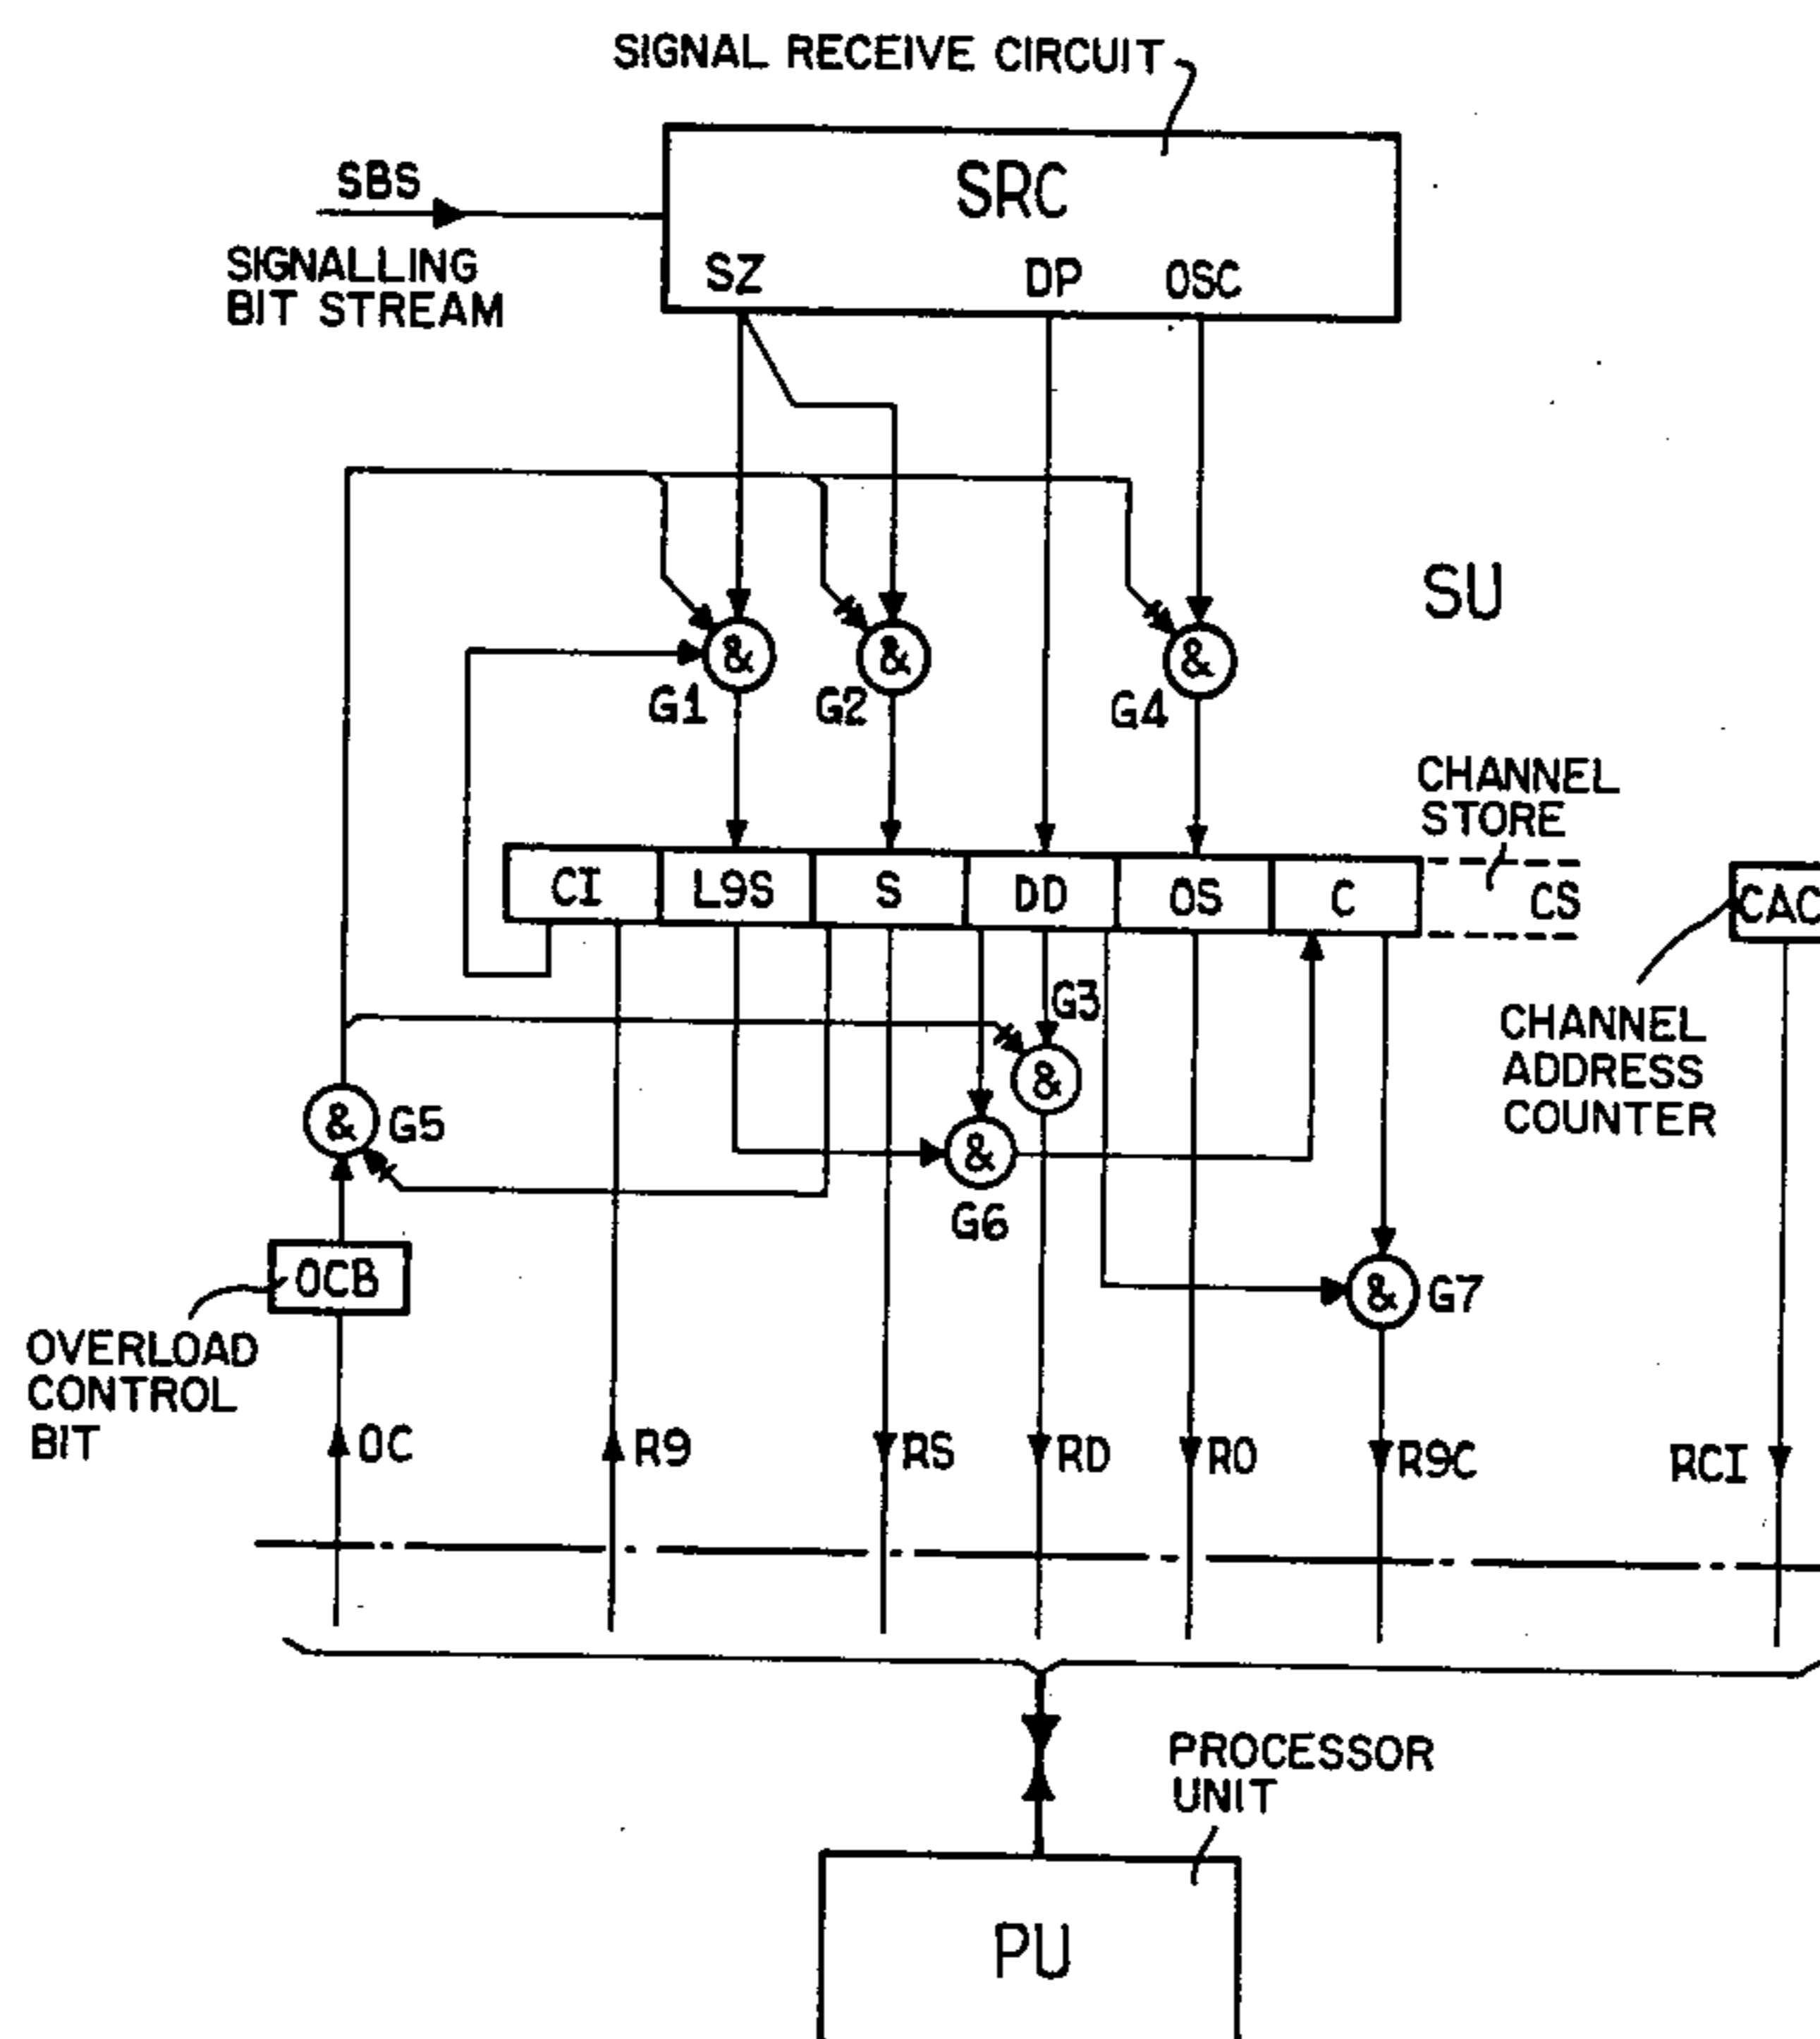 SIGNAL RECEIVE CIRCUIT
SRC
SBS
SIGNALLING
BIT STREAM
SZ
DP
OSC
SU
&
&
&
G1
G2
G4
CHANNEL
STORE
CI
L9S
S
DD
OS
C
CS
CAC
G3
CHANNEL
ADDRESS
COUNTER
&
&
G5
&
G6
OCB
&
G7
OVERLOAD
CONTROL
BIT
OC
R9
RS
RD
RO
R9C
RCI
PROCESSOR
UNIT
PU